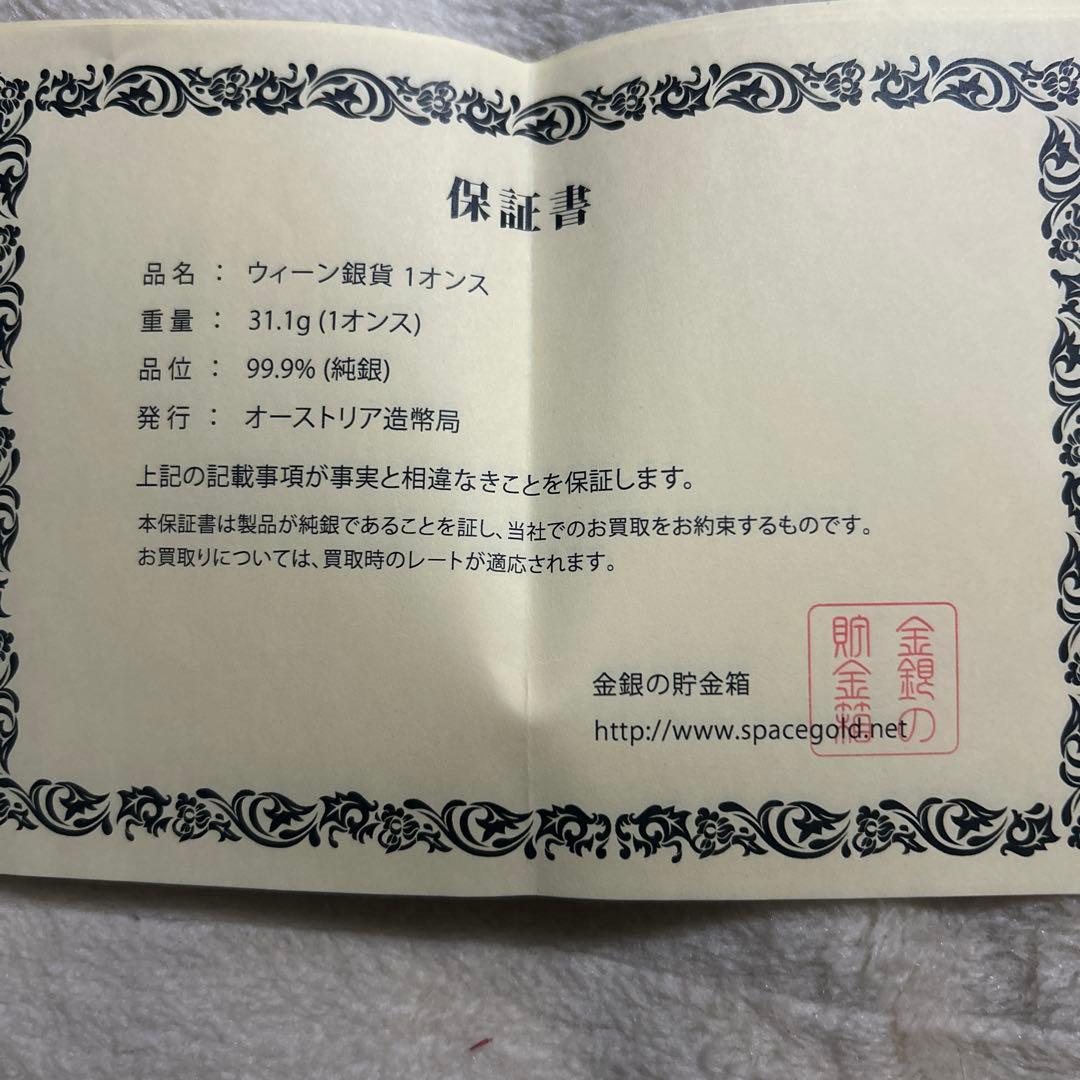 保証書
品名 ： ウィーン銀貨 1オンス
重量 ： 31.1g (1オンス)
品位 ： 99.9% (純銀)
発行 ： オーストリア造幣局
上記の記載事項が事実と相違なきことを保証します。
本保証書は製品が純銀であることを証し、当社でのお買取をお約束するものです。
お買取りについては、買取時のレートが適応されます。
金銀の貯金箱
http://www.spacegold.net
金銀の
貯金箱